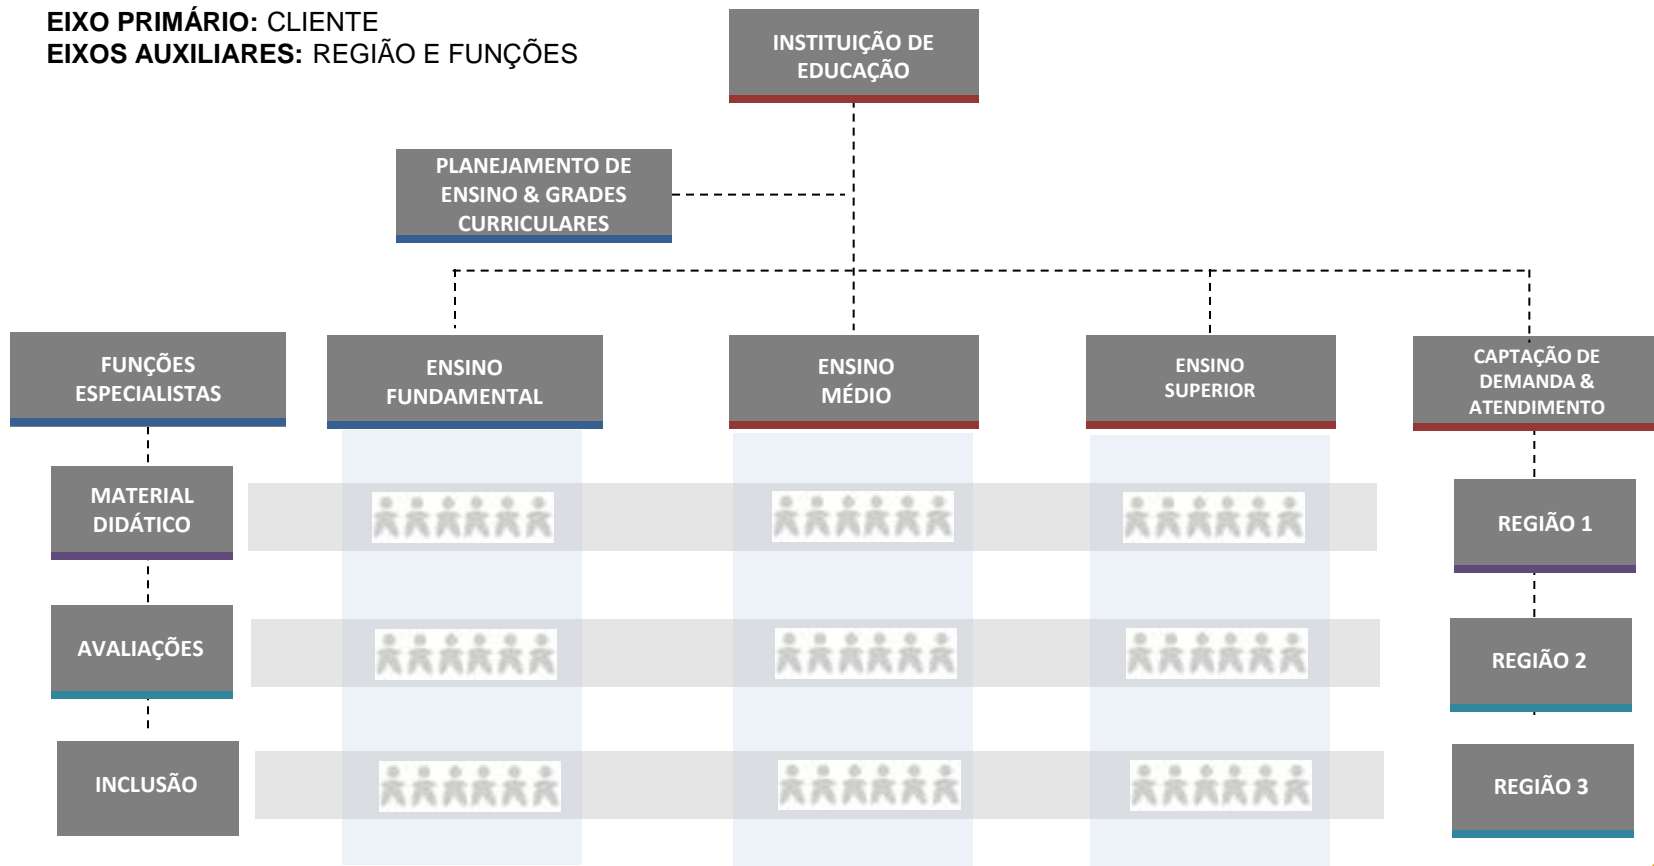 EIXO PRIMÁRIO: CLIENTE
EIXOS AUXILIARES: REGIÃO E FUNÇÕES
INSTITUIÇÃO DE
EDUCAÇÃO
PLANEJAMENTO DE
ENSINO & GRADES
CURRICULARES
FUNÇÕES
ESPECIALISTAS
ENSINO
FUNDAMENTAL
ENSINO
MÉDIO
ENSINO
SUPERIOR
CAPTAÇÃO DE
DEMANDA &
ATENDIMENTO
MATERIAL
DIDÁTICO
REGIÃO 1
AVALIAÇÕES
REGIÃO 2
INCLUSÃO
REGIÃO 3